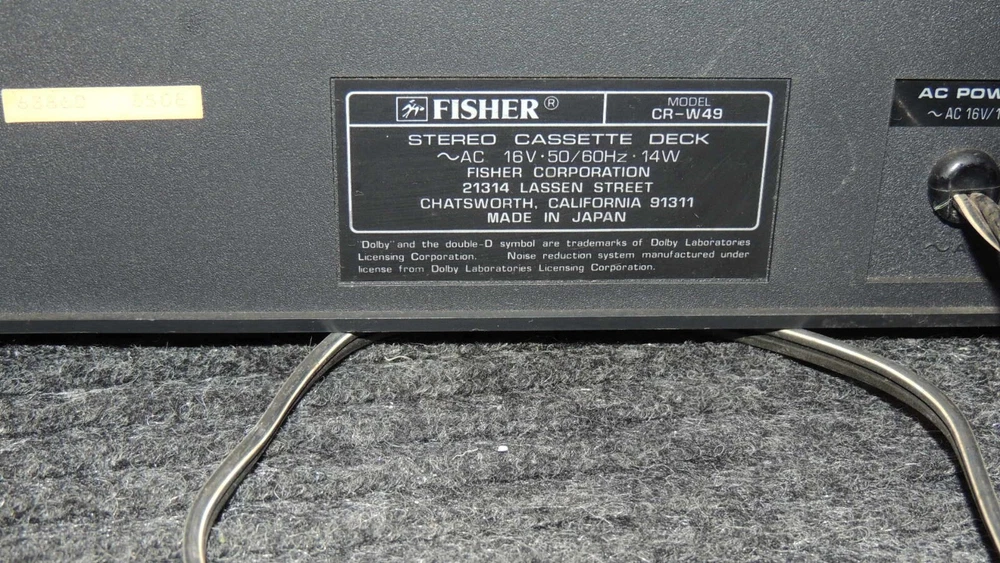 FISHER®
MODEL
CR-W49
STEREO CASSETTE DECK
~AC 16V·50/60Hz·14W
FISHER CORPORATION
21314 LASSEN STREET
CHATSWORTH, CALIFORNIA 91311
MADE IN JAPAN
"Dolby" and the double-D symbol are trademarks of Dolby Laboratories
Licensing Corporation. Noise reduction system manufactured under
license from Dolby Laboratories Licensing Corporation.
AC POW
~AC 16V/1